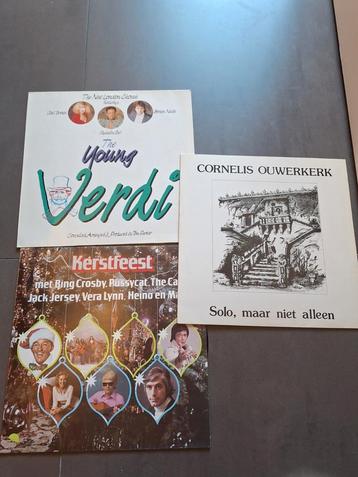 The New London Chorale
The
Young
Verdi
CORNELIS OUWERKERK
Solo, maar niet alleen
Kerstfeest
met Bing Crosby, Pussycat, The Ca
Jack Jersey, Vera Lynn, Heino en Ma